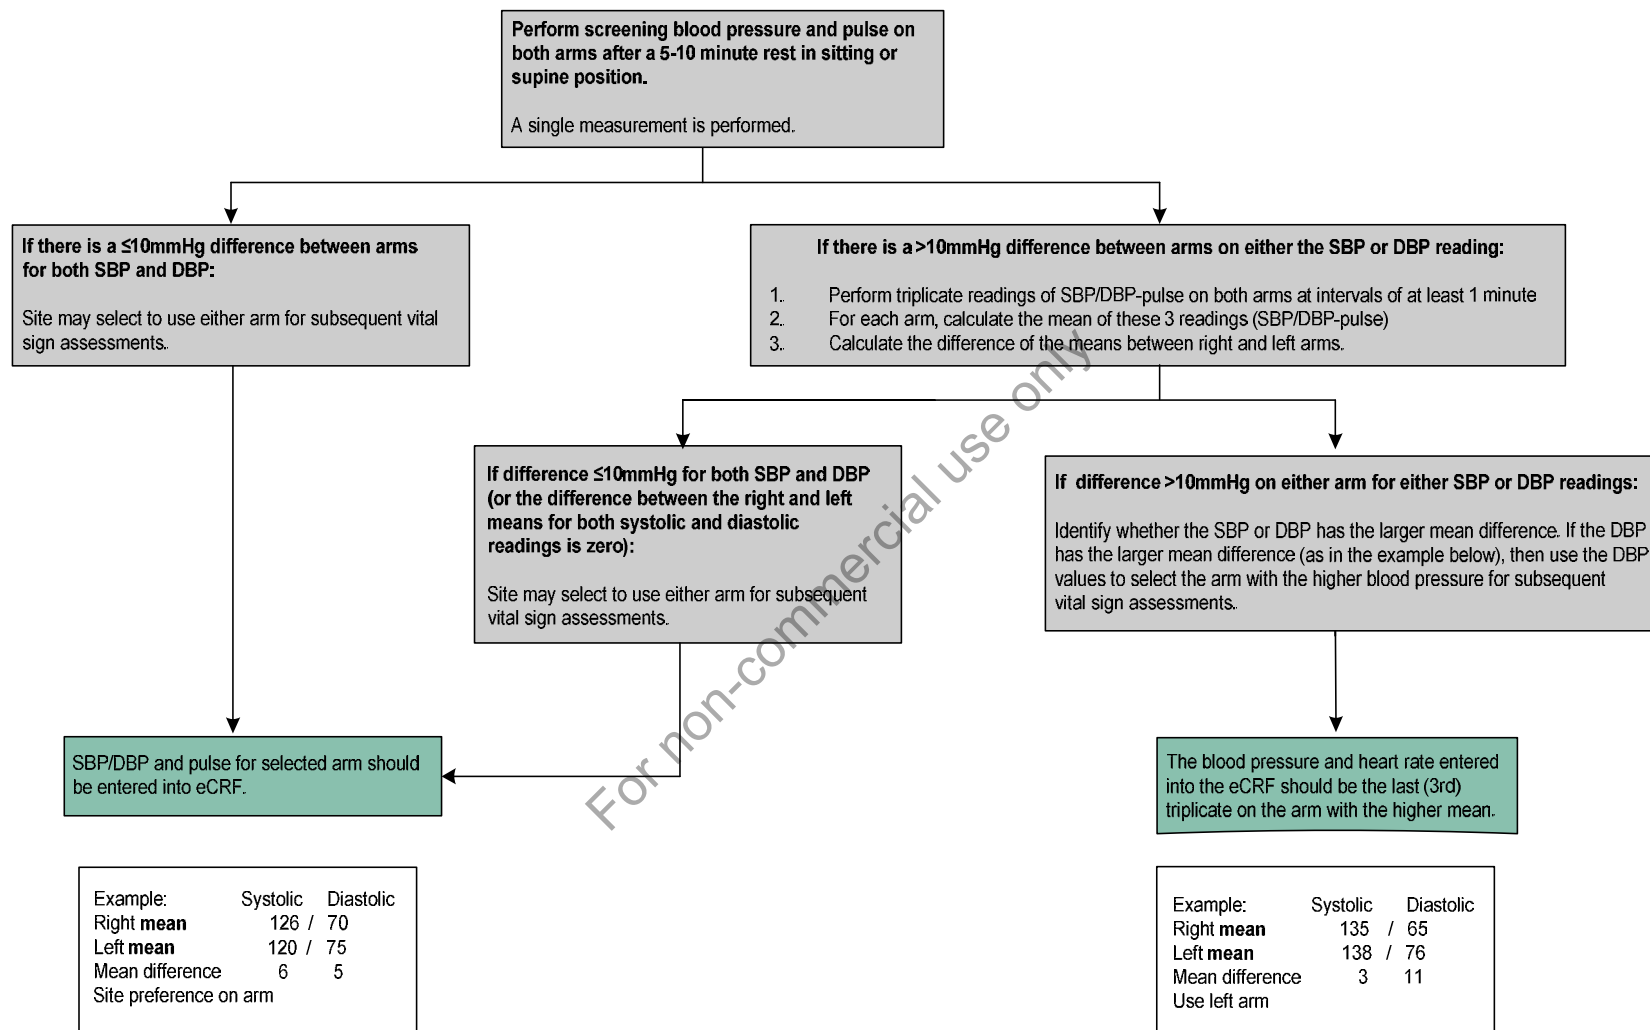 Perform screening blood pressure and pulse on
both arms after a 5-10 minute rest in sitting or
supine position.
A single measurement is performed.
If there is a ≤10mmHg difference between arms
for both SBP and DBP:
Site may select to use either arm for subsequent vital
sign assessments.
If there is a >10mmHg difference between arms on either the SBP or DBP reading:
1. Perform triplicate readings of SBP/DBP-pulse on both arms at intervals of at least 1 minute
2. For each arm, calculate the mean of these 3 readings (SBP/DBP-pulse)
3. Calculate the difference of the means between right and left arms.
If difference ≤10mmHg for both SBP and DBP
(or the difference between the right and left
means for both systolic and diastolic
readings is zero):
Site may select to use either arm for subsequent
vital sign assessments.
If difference >10mmHg on either arm for either SBP or DBP readings:
Identify whether the SBP or DBP has the larger mean difference. If the DBP
has the larger mean difference (as in the example below), then use the DBP
values to select the arm with the higher blood pressure for subsequent
vital sign assessments.
SBP/DBP and pulse for selected arm should
be entered into eCRF.
The blood pressure and heart rate entered
into the eCRF should be the last (3rd)
triplicate on the arm with the higher mean.
Example: Systolic Diastolic
Right mean 126 / 70
Left mean 120 / 75
Mean difference 6 5
Site preference on arm
Example: Systolic Diastolic
Right mean 135 / 65
Left mean 138 / 76
Mean difference 3 11
Use left arm
For non-commercial use only